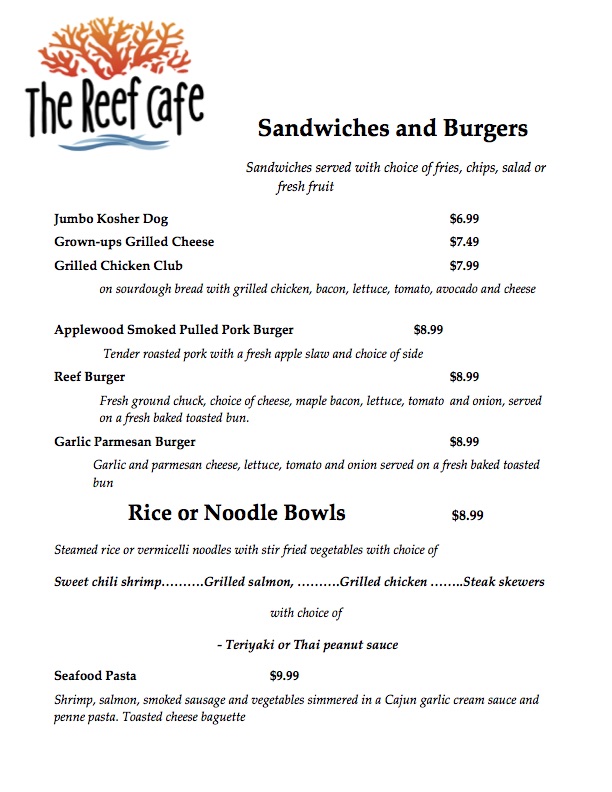 The Reef Cafe
Sandwiches and Burgers
Sandwiches served with choice of fries, chips, salad or
fresh fruit
Jumbo Kosher Dog $6.99
Grown-ups Grilled Cheese $7.49
Grilled Chicken Club $7.99
on sourdough bread with grilled chicken, bacon, lettuce, tomato, avocado and cheese
Applewood Smoked Pulled Pork Burger $8.99
Tender roasted pork with a fresh apple slaw and choice of side
Reef Burger $8.99
Fresh ground chuck, choice of cheese, maple bacon, lettuce, tomato and onion, served
on a fresh baked toasted bun.
Garlic Parmesan Burger $8.99
Garlic and parmesan cheese, lettuce, tomato and onion served on a fresh baked toasted
bun
Rice or Noodle Bowls $8.99
Steamed rice or vermicelli noodles with stir fried vegetables with choice of
Sweet chili shrimp……….Grilled salmon, ……….Grilled chicken ……..Steak skewers
with choice of
- Teriyaki or Thai peanut sauce
Seafood Pasta $9.99
Shrimp, salmon, smoked sausage and vegetables simmered in a Cajun garlic cream sauce and
penne pasta. Toasted cheese baguette